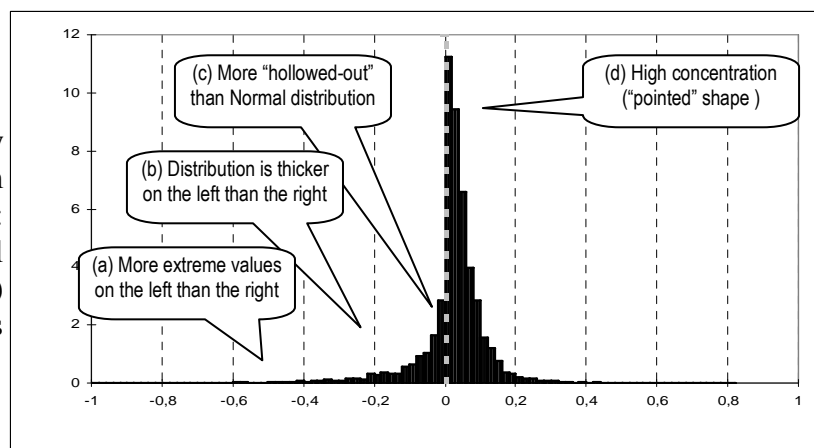 12
10
8
6
4
2
0
(c) More “hollowed-out”
than Normal distribution
(d) High concentration
(“pointed” shape )
(b) Distribution is thicker
on the left than the right
(a) More extreme values
on the left than the right
-1 -0,8 -0,6 -0,4 -0,2 0 0,2 0,4 0,6 0,8 1